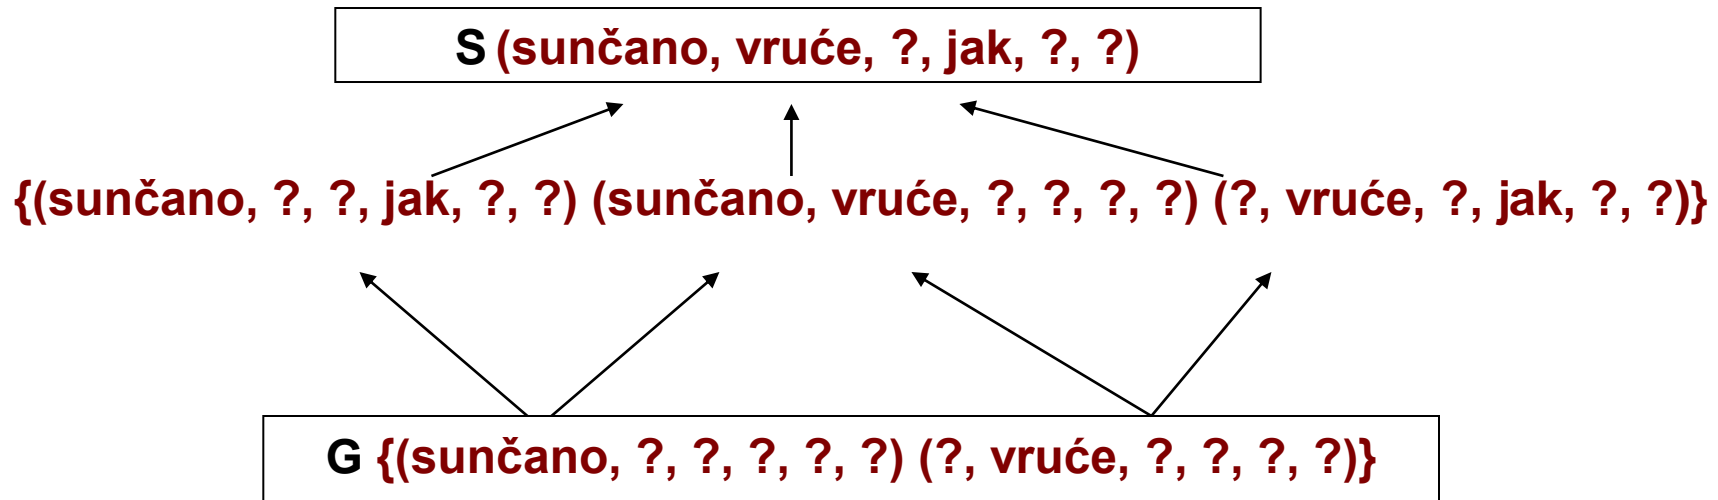 S (sunčano, vruće, ?, jak, ?, ?)
{(sunčano, ?, ?, jak, ?, ?) (sunčano, vruće, ?, ?, ?, ?) (?, vruće, ?, jak, ?, ?)}
G {(sunčano, ?, ?, ?, ?, ?) (?, vruće, ?, ?, ?, ?)}